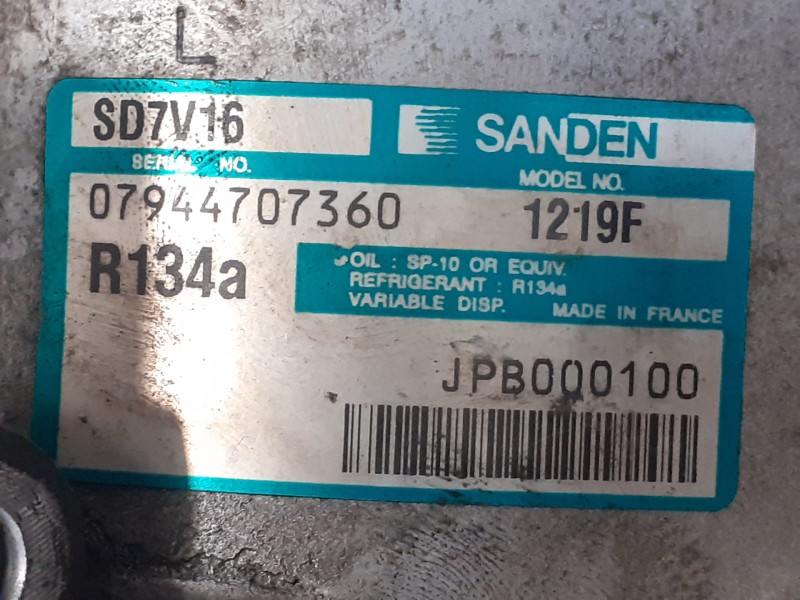 L
SD7V16
SANDEN
SERIAL NO.
MODEL NO.
07944707360
1219F
R134a
OIL : SP-10 OR EQUIV.
REFRIGERANT : R134a
VARIABLE DISP. MADE IN FRANCE
JPB000100